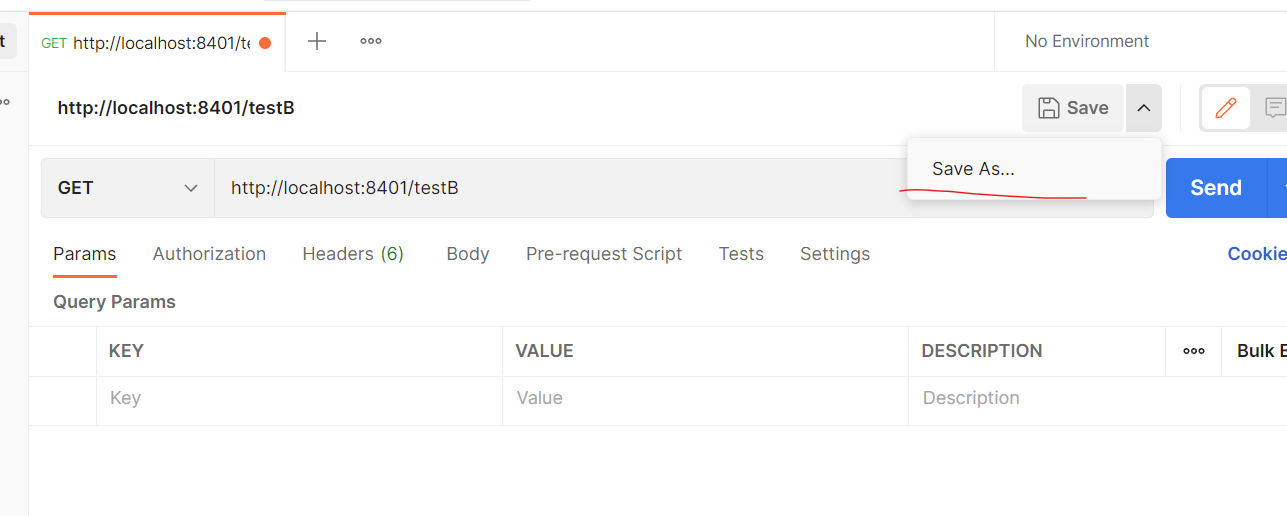 GET http://localhost:8401/te
No Environment
http://localhost:8401/testB
Save
Save As...
GET http://localhost:8401/testB
Send
Params Authorization Headers (6) Body Pre-request Script Tests Settings Cookie
Query Params
KEY VALUE DESCRIPTION Bulk E
Key Value Description